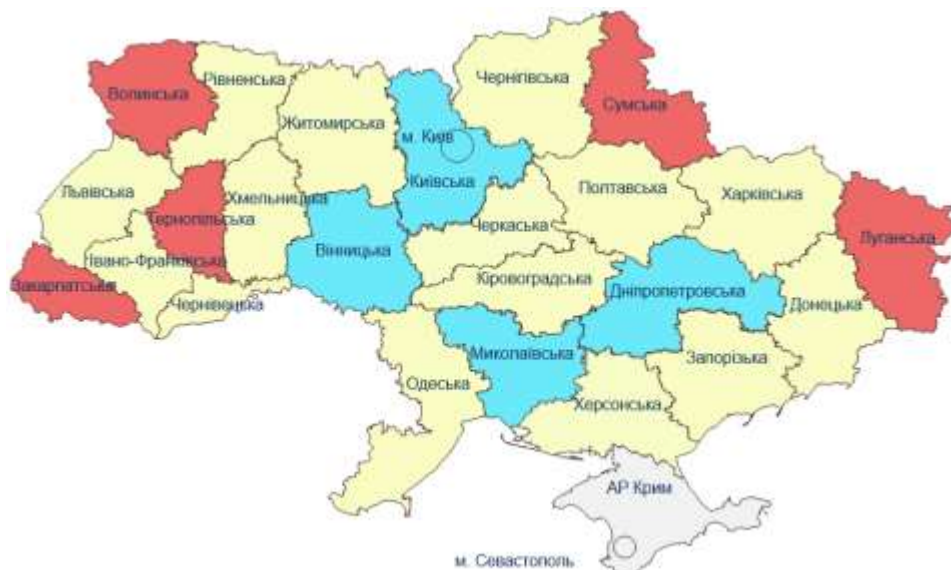 Чернігівська
Рівненська
Волинська
Сумська
Житомирська
м. Київ
Київська
Львівська
Хмельницька
Полтавська
Харківська
Тернопільська
Черкаська
Луганська
Вінницька
Івано-Франківська
Кіровоградська
Закарпатська
Дніпропетровська
Чернівецька
Донецька
Миколаївська
Запорізька
Одеська
Херсонська
АР Крим
м. Севастополь